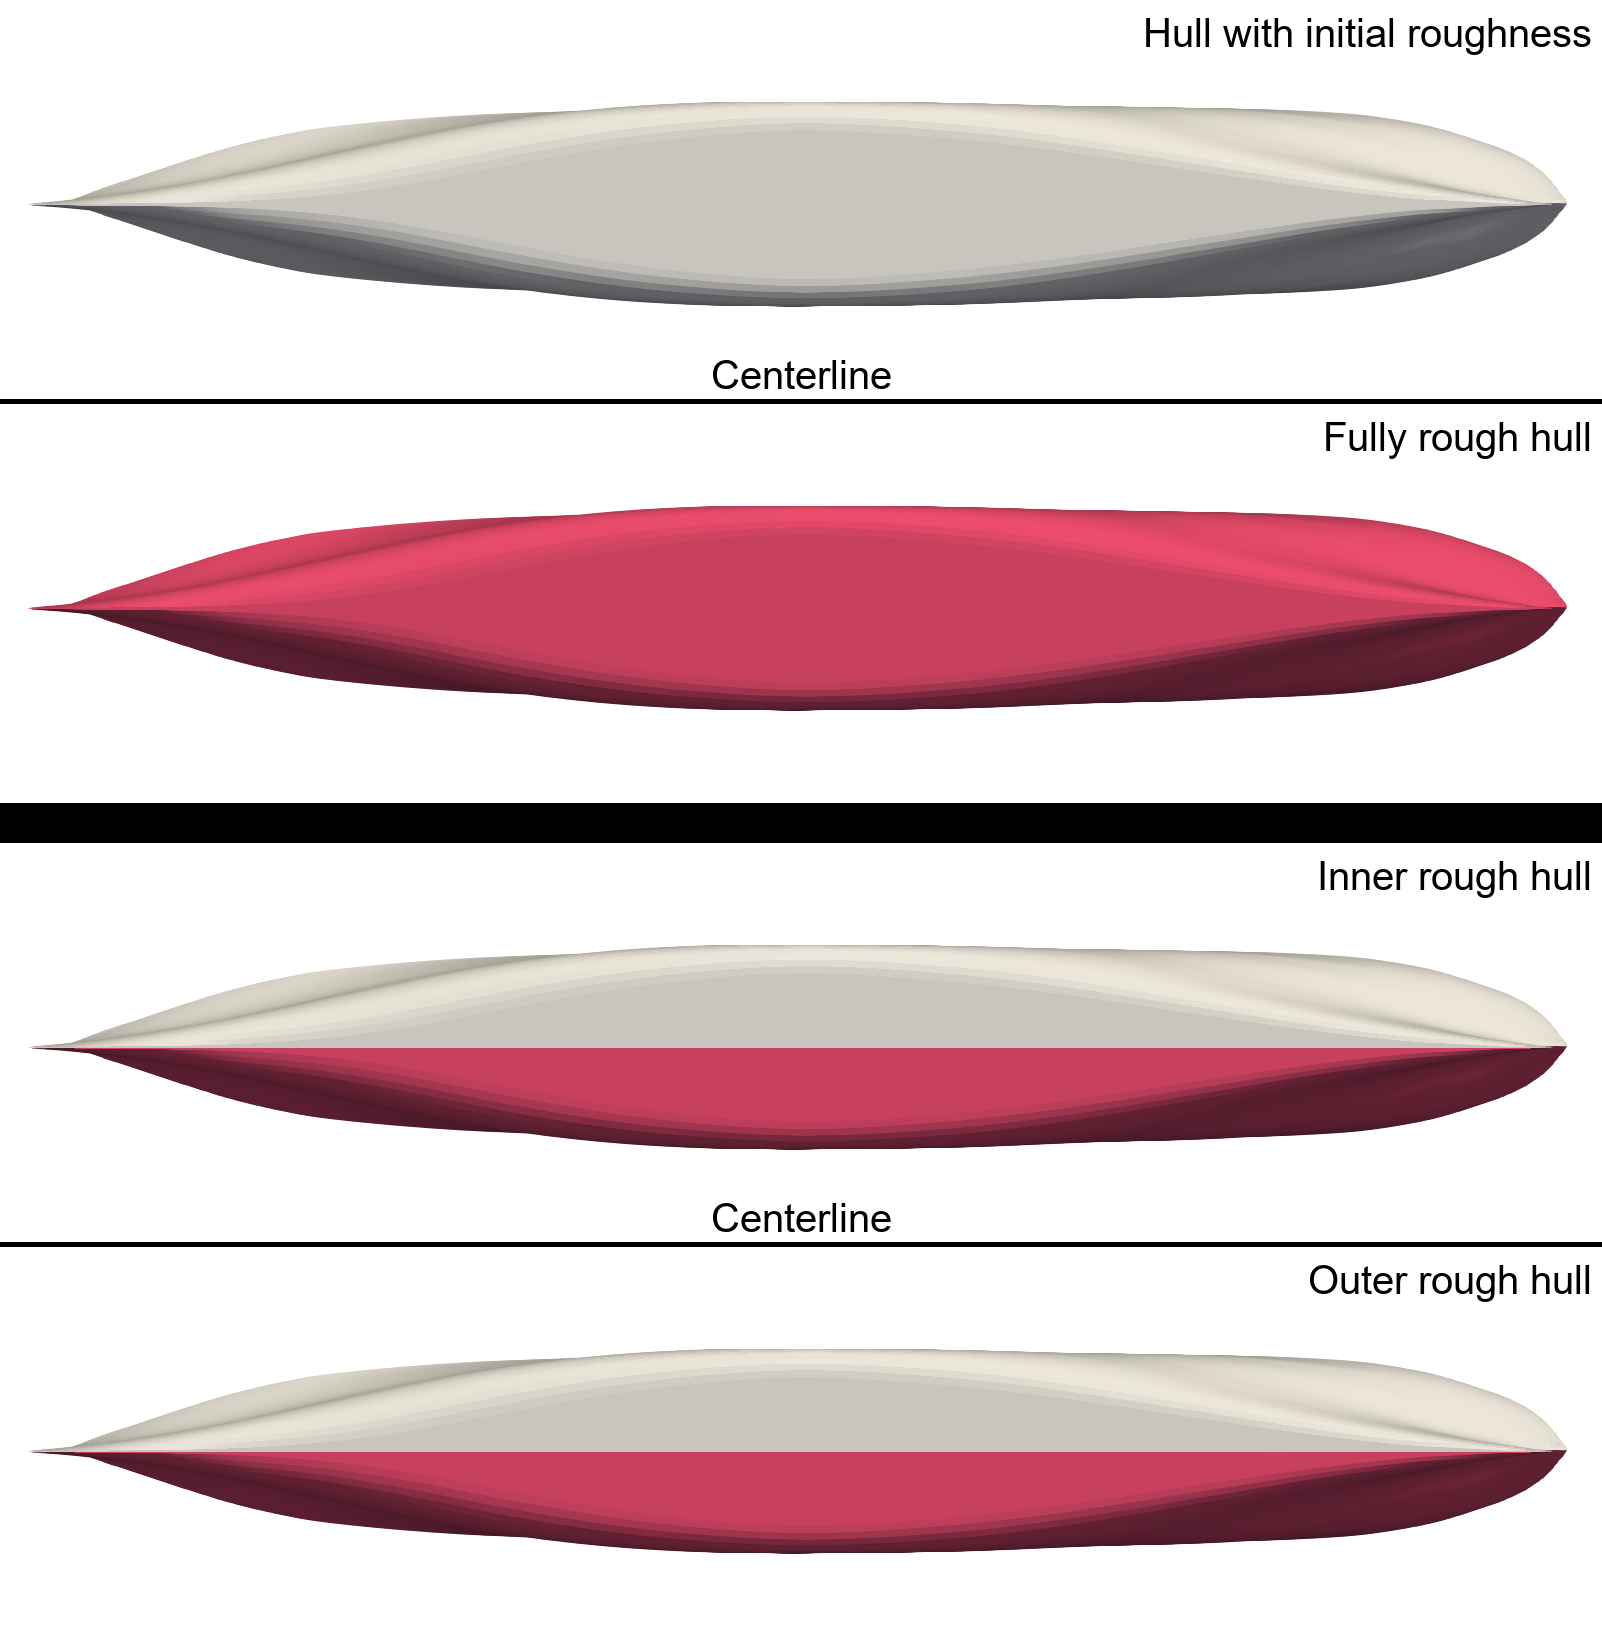 Hull with initial roughness
Centerline
Fully rough hull
Inner rough hull
Centerline
Outer rough hull